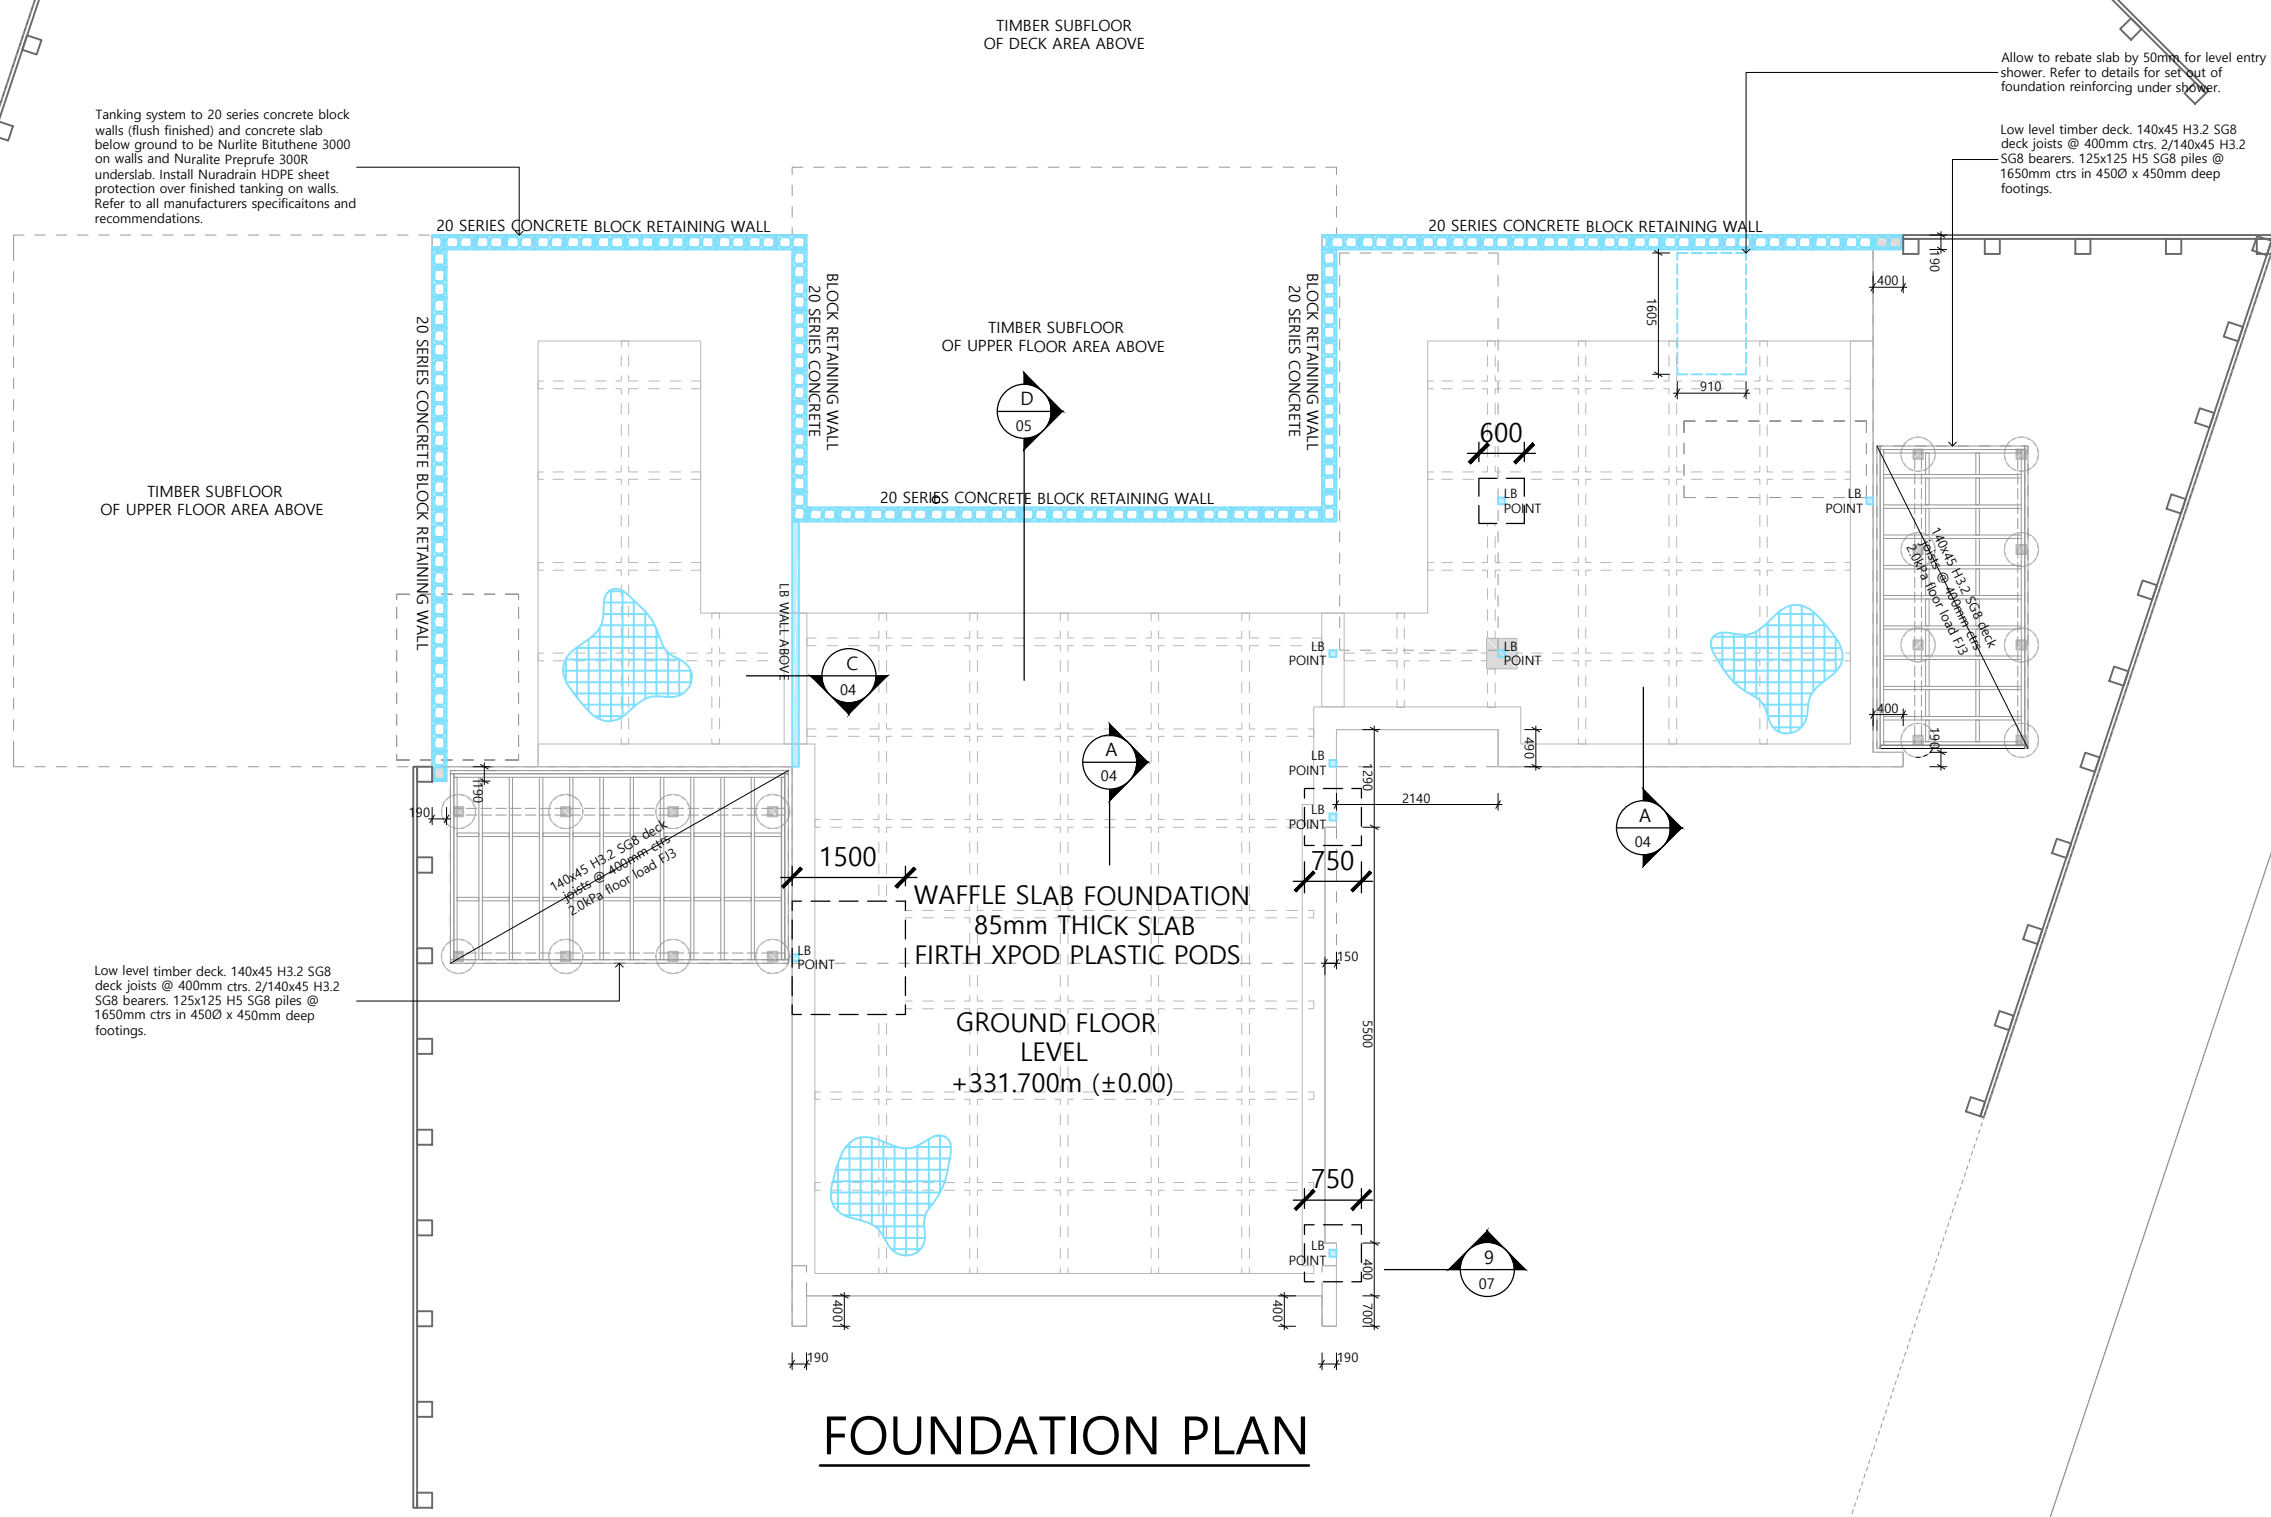 TIMBER SUBFLOOR
OF DECK AREA ABOVE
Allow to rebate slab by 50mm for level entry
shower. Refer to details for set out of
foundation reinforcing under shower.
Tanking system to 20 series concrete block
walls (flush finished) and concrete slab
below ground to be Nurlite Bituthene 3000
on walls and Nuralite Preprufe 300R
underslab. Install Nuradrain HDPE sheet
protection over finished tanking on walls.
Refer to all manufacturers specificaitons and
recommendations.
Low level timber deck. 140x45 H3.2 SG8
deck joists @ 400mm ctrs. 2/140x45 H3.2
SG8 bearers. 125x125 H5 SG8 piles @
1650mm ctrs in 450Ø x 450mm deep
footings.
20 SERIES CONCRETE BLOCK RETAINING WALL
20 SERIES CONCRETE BLOCK RETAINING WALL
190
400
1605
910
20 SERIES CONCRETE
BLOCK RETAINING WALL
20 SERIES CONCRETE
BLOCK RETAINING WALL
20 SERIES CONCRETE BLOCK RETAINING WALL
TIMBER SUBFLOOR
OF UPPER FLOOR AREA ABOVE
D
05
600
TIMBER SUBFLOOR
OF UPPER FLOOR AREA ABOVE
20 SERIES CONCRETE BLOCK RETAINING WALL
LB
POINT
LB
POINT
140x45 H3.2 SG8 deck
joists @ 400mm ctrs
2.0kPa floor load FJ3
LB WALL ABOVE
C
04
LB
POINT
LB
POINT
A
04
400
190
490
LB
POINT
1290
190
190
2140
LB
POINT
A
04
140x45 H3.2 SG8 deck
joists @ 400mm ctrs
2.0kPa floor load FJ3
1500
750
WAFFLE SLAB FOUNDATION
85mm THICK SLAB
FIRTH XPOD PLASTIC PODS
LB
POINT
150
Low level timber deck. 140x45 H3.2 SG8
deck joists @ 400mm ctrs. 2/140x45 H3.2
SG8 bearers. 125x125 H5 SG8 piles @
1650mm ctrs in 450Ø x 450mm deep
footings.
GROUND FLOOR
LEVEL
+331.700m (±0.00)
5500
750
LB
POINT
9
07
400
400
400
700
190
190
FOUNDATION PLAN